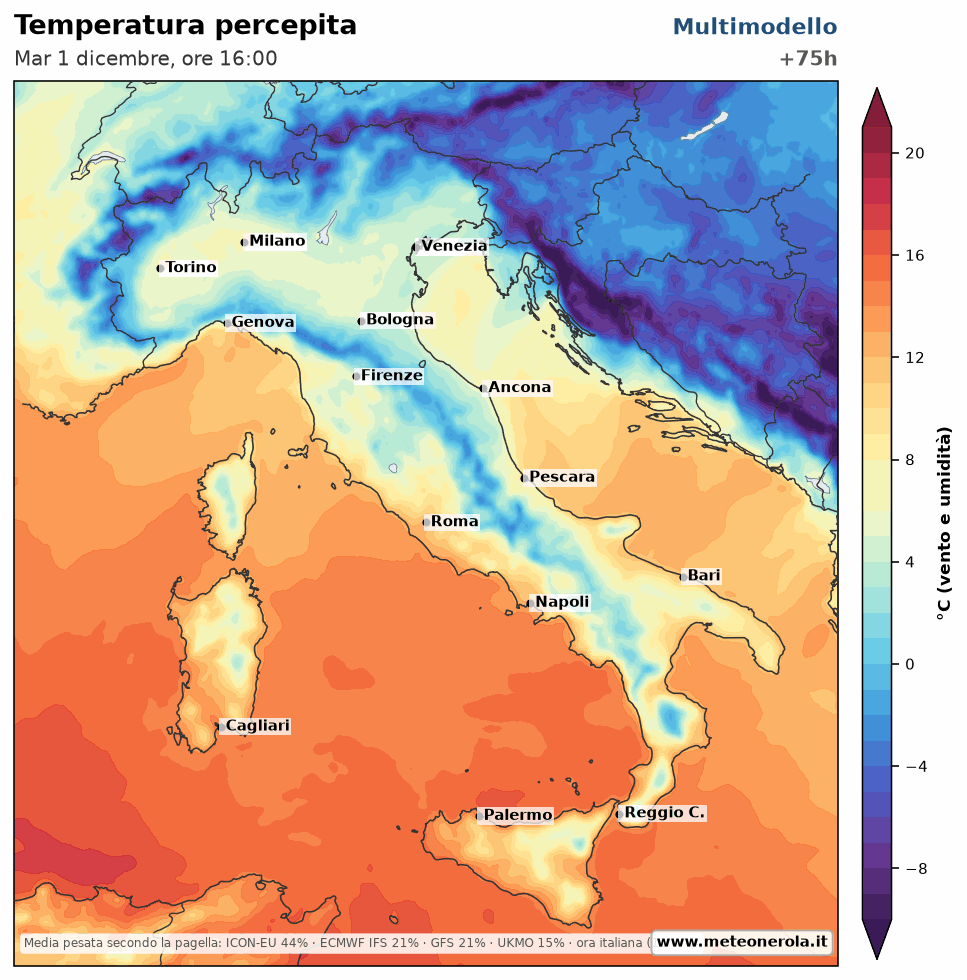 Temperatura percepita
Multimodello
Mar 1 dicembre, ore 16:00
+75h
Milano
Venezia
Torino
Genova
Bologna
Firenze
Ancona
Pescara
Roma
Bari
Napoli
Cagliari
Palermo
Reggio C.
20
16
12
8
4
0
−4
−8
°C (vento e umidità)
Media pesata secondo la pagella: ICON-EU 44% · ECMWF IFS 21% · GFS 21% · UKMO 15% · ora italiana (
www.meteonerola.it